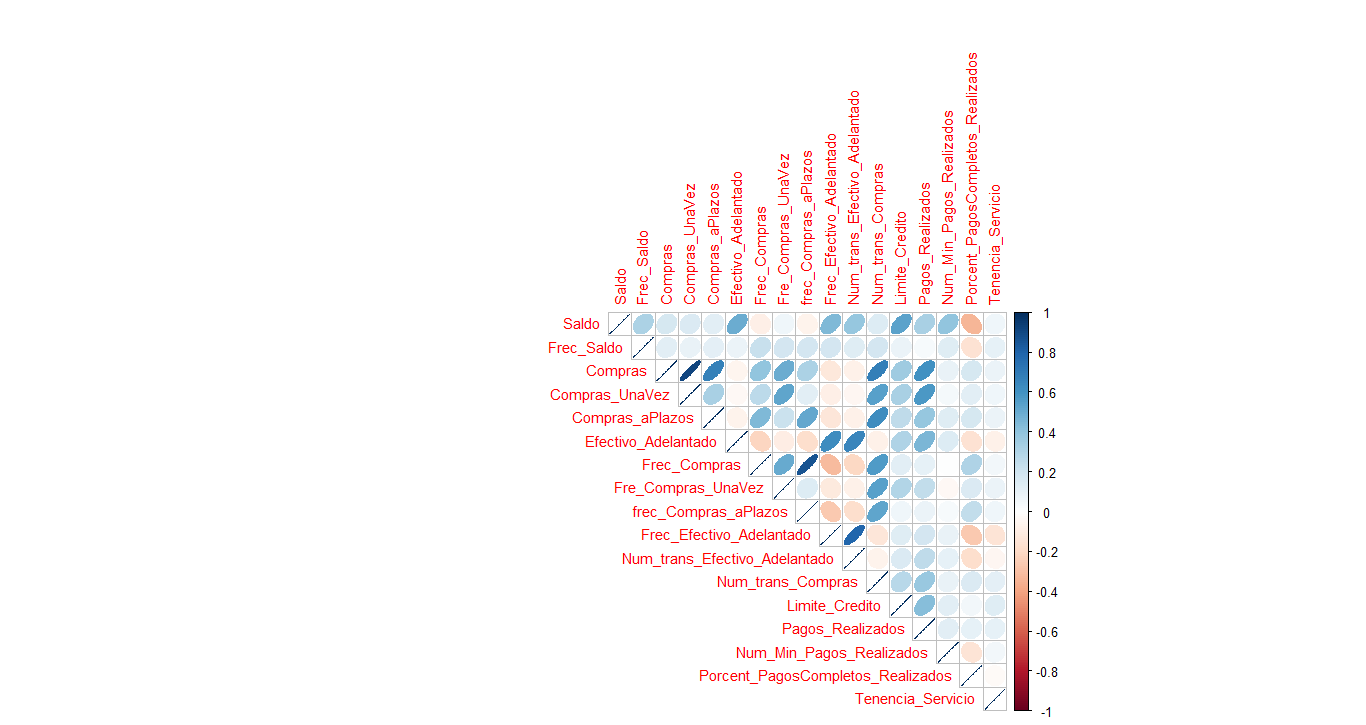 Saldo
Frec_Saldo
Compras
Compras_UnaVez
Compras_aPlazos
Efectivo_Adelantado
Frec_Compras
Fre_Compras_UnaVez
frec_Compras_aPlazos
Frec_Efectivo_Adelantado
Num_trans_Efectivo_Adelantado
Num_trans_Compras
Limite_Credito
Pagos_Realizados
Num_Min_Pagos_Realizados
Porcent_PagosCompletos_Realizados
Tenencia_Servicio
Saldo
Frec_Saldo
Compras
Compras_UnaVez
Compras_aPlazos
Efectivo_Adelantado
Frec_Compras
Fre_Compras_UnaVez
frec_Compras_aPlazos
Frec_Efectivo_Adelantado
Num_trans_Efectivo_Adelantado
Num_trans_Compras
Limite_Credito
Pagos_Realizados
Num_Min_Pagos_Realizados
Porcent_PagosCompletos_Realizados
Tenencia_Servicio
1
0.8
0.6
0.4
0.2
0
-0.2
-0.4
-0.6
-0.8
-1